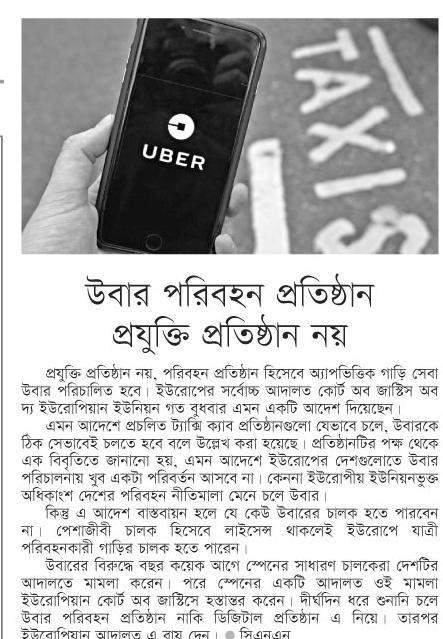 UBER
TAXIS
উবার পরিবহন প্রতিষ্ঠান
প্রযুক্তি প্রতিষ্ঠান নয়
প্রযুক্তি প্রতিষ্ঠান নয়, পরিবহন প্রতিষ্ঠান হিসেবে অ্যাপভিত্তিক গাড়ি সেবা
উবার পরিচালিত হবে। ইউরোপের সর্বোচ্চ আদালত কোর্ট অব জাস্টিস অব
দ্য ইউরোপিয়ান ইউনিয়ন গত বুধবার এমন একটি আদেশ দিয়েছেন।
এমন আদেশে প্রচলিত ট্যাক্সি ক্যাব প্রতিষ্ঠানগুলো যেভাবে চলে, উবারকে
ঠিক সেভাবেই চলতে হবে বলে উল্লেখ করা হয়েছে। প্রতিষ্ঠানটির পক্ষ থেকে
এক বিবৃতিতে জানানো হয়, এমন আদেশে ইউরোপের দেশগুলোতে উবার
পরিচালনায় খুব একটা পরিবর্তন আসবে না। কেননা ইউরোপীয় ইউনিয়নভুক্ত
অধিকাংশ দেশের পরিবহন নীতিমালা মেনে চলে উবার।
কিন্তু এ আদেশ বাস্তবায়ন হলে যে কেউ উবারের চালক হতে পারবেন
না। পেশাজীবী চালক হিসেবে লাইসেন্স থাকলেই ইউরোপে যাত্রী
পরিবহনকারী গাড়ির চালক হতে পারেন।
উবারের বিরুদ্ধে বছর কয়েক আগে স্পেনের সাধারণ চালকেরা দেশটির
আদালতে মামলা করেন। পরে স্পেনের একটি আদালত ওই মামলা
ইউরোপিয়ান কোর্ট অব জাস্টিসে হস্তান্তর করেন। দীর্ঘদিন ধরে শুনানি চলে
উবার পরিবহন প্রতিষ্ঠান নাকি ডিজিটাল প্রতিষ্ঠান এ নিয়ে। তারপর
ইউরোপিয়ান আদালত এ রায় দেন। ● সিএনএন